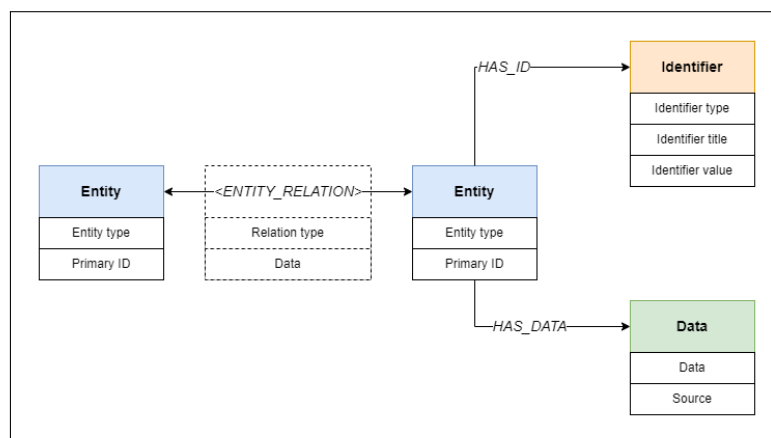 HAS_ID
Identifier
Identifier type
Identifier title
Identifier value
Entity
Entity type
Primary ID
<ENTITY_RELATION>
Relation type
Data
Entity
Entity type
Primary ID
HAS_DATA
Data
Data
Source